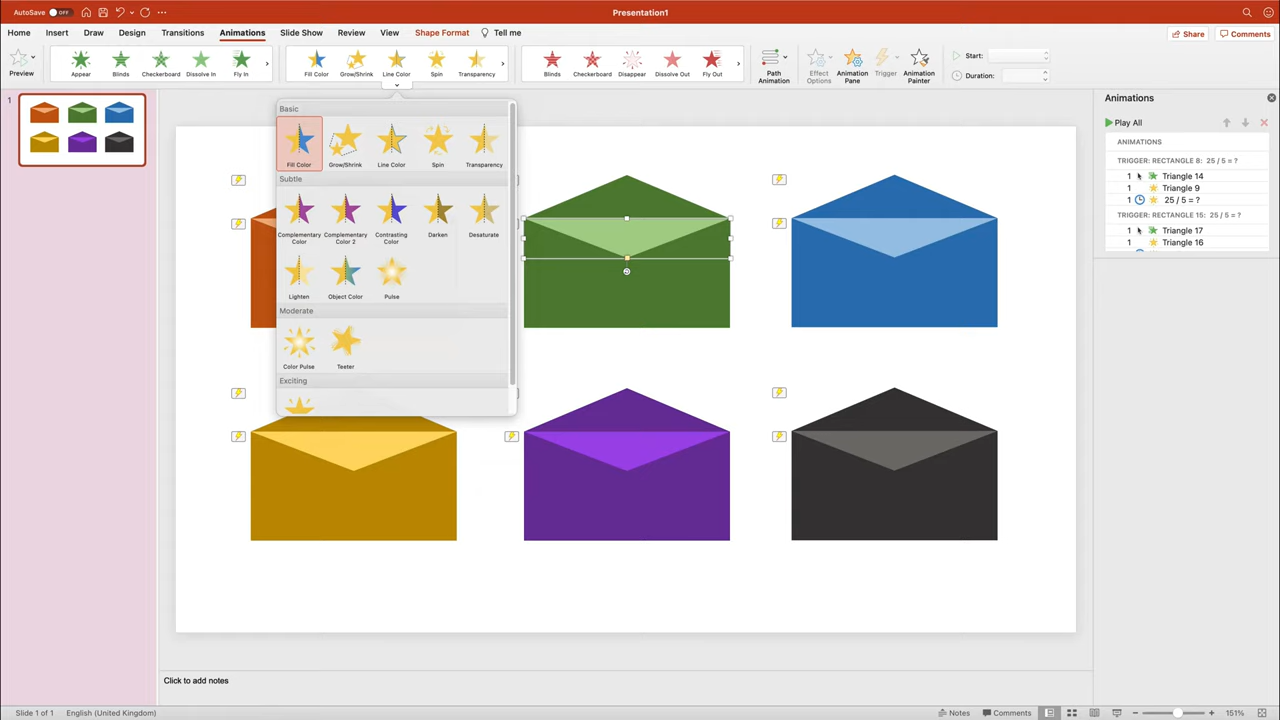 AutoSave OFF
Presentation1
Home Insert Draw Design Transitions Animations Slide Show Review View Shape Format Tell me
Share Comments
Preview
Appear Blinds Checkerboard Dissolve In Fly In
Fill Color Grow/Shrink Line Color Spin Transparency
Blinds Checkerboard Disappear Dissolve Out Fly Out
Path Animation
Effect Options
Animation Pane
Trigger
Animation Painter
Start:
Duration:
1
Basic
Fill Color Grow/Shrink Line Color Spin Transparency
Subtle
Complementary Color
Complementary Color 2
Contrasting Color
Darken
Desaturate
Lighten Object Color Pulse
Moderate
Color Pulse Teeter
Exciting
Animations
Play All
ANIMATIONS
TRIGGER: RECTANGLE 8: 25 / 5 = ?
1 Triangle 14
1 Triangle 9
1 25 / 5 = ?
TRIGGER: RECTANGLE 15: 25 / 5 = ?
1 Triangle 17
1 Triangle 16
Click to add notes
Slide 1 of 1 English (United Kingdom)
Notes Comments 151%